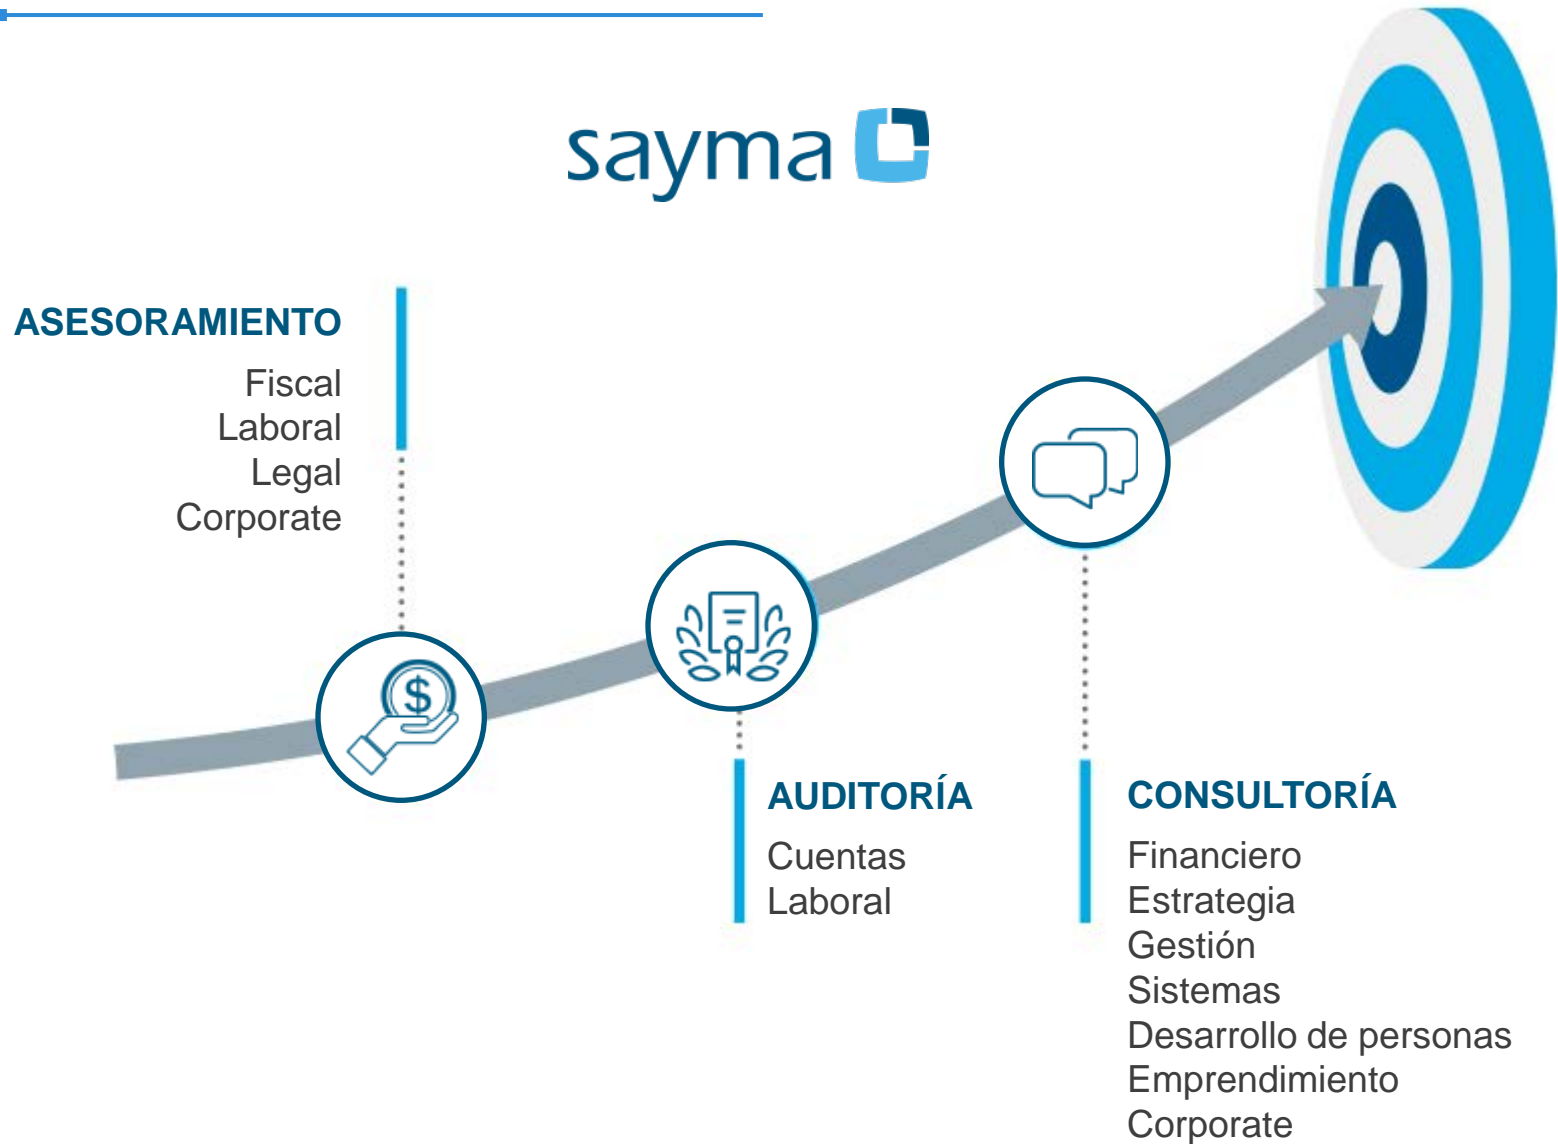 sayma
ASESORAMIENTO
Fiscal
Laboral
Legal
Corporate
$
AUDITORÍA
Cuentas
Laboral
CONSULTORÍA
Financiero
Estrategia
Gestión
Sistemas
Desarrollo de personas
Emprendimiento
Corporate